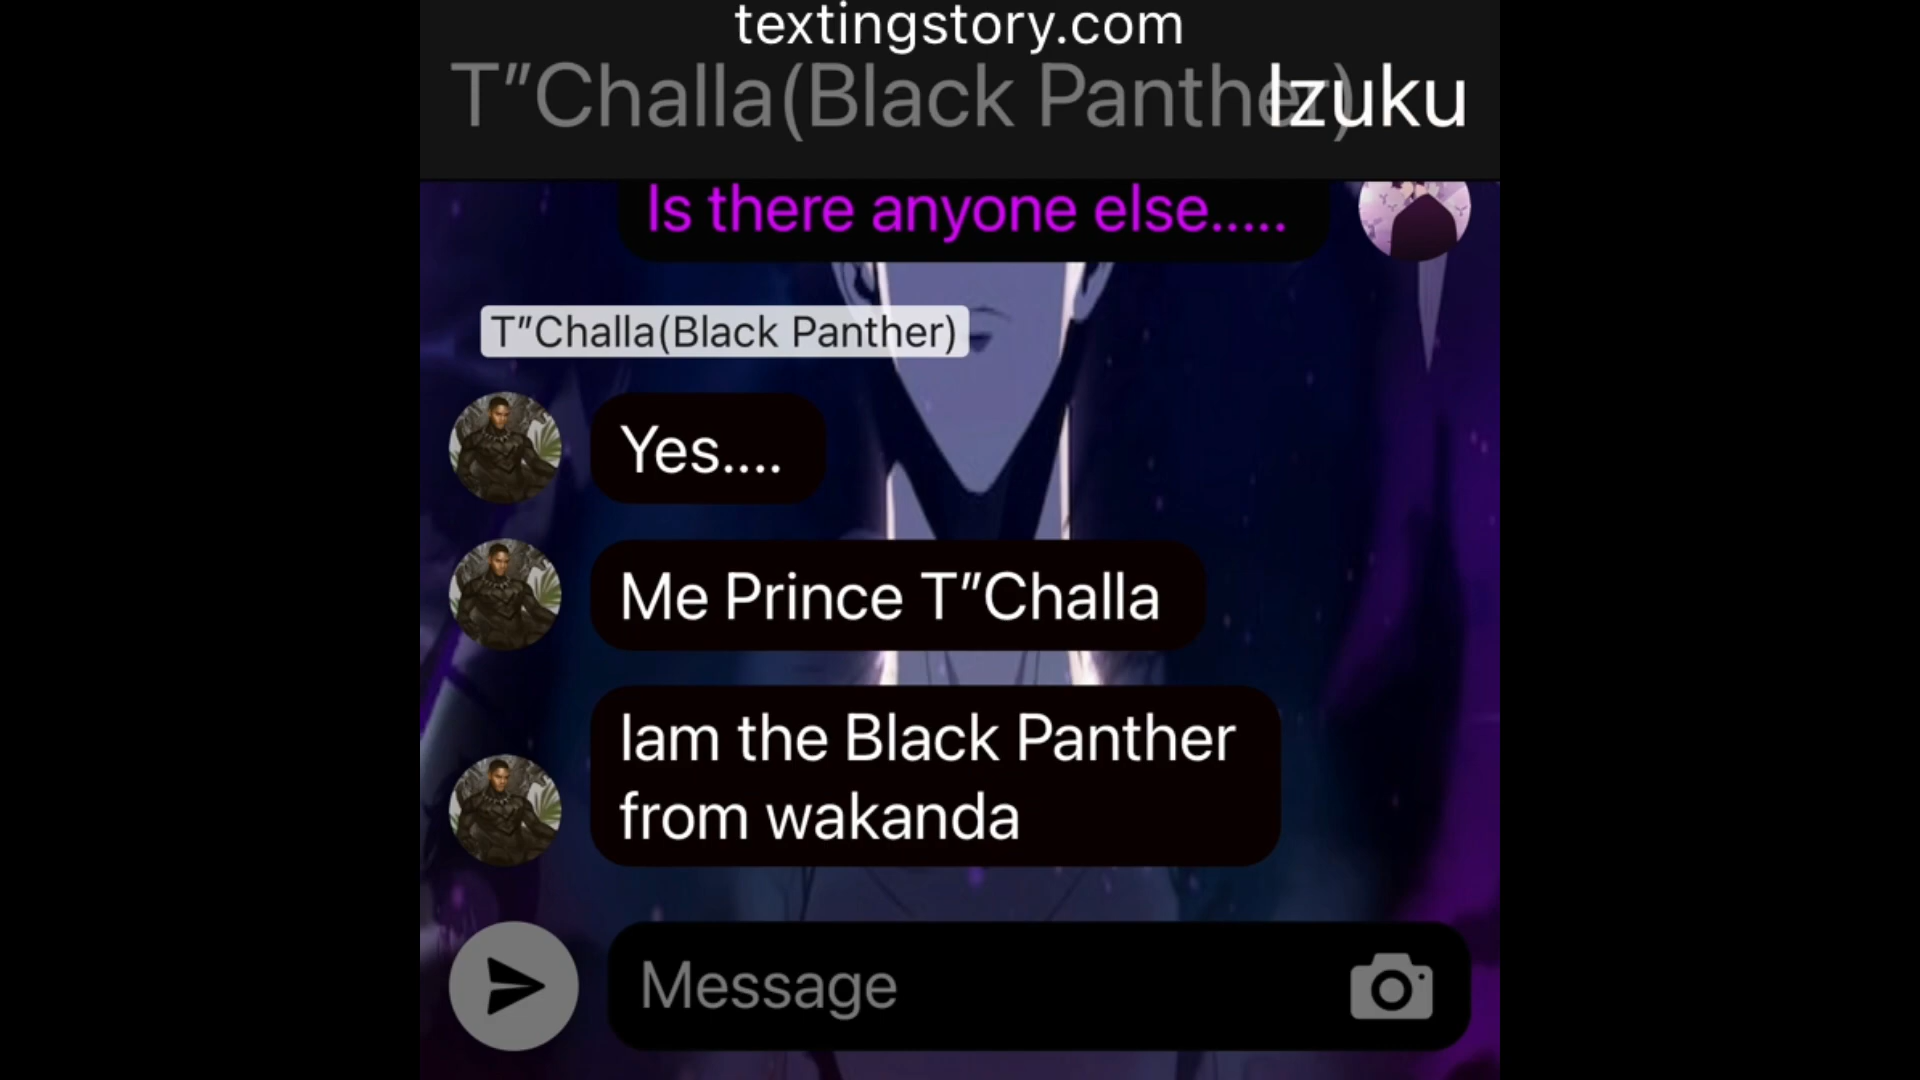 textingstory.com
T"Challa(Black Panther)
Izuku
Is there anyone else.....
T"Challa(Black Panther)
Yes....
Me Prince T"Challa
Iam the Black Panther
from wakanda
Message